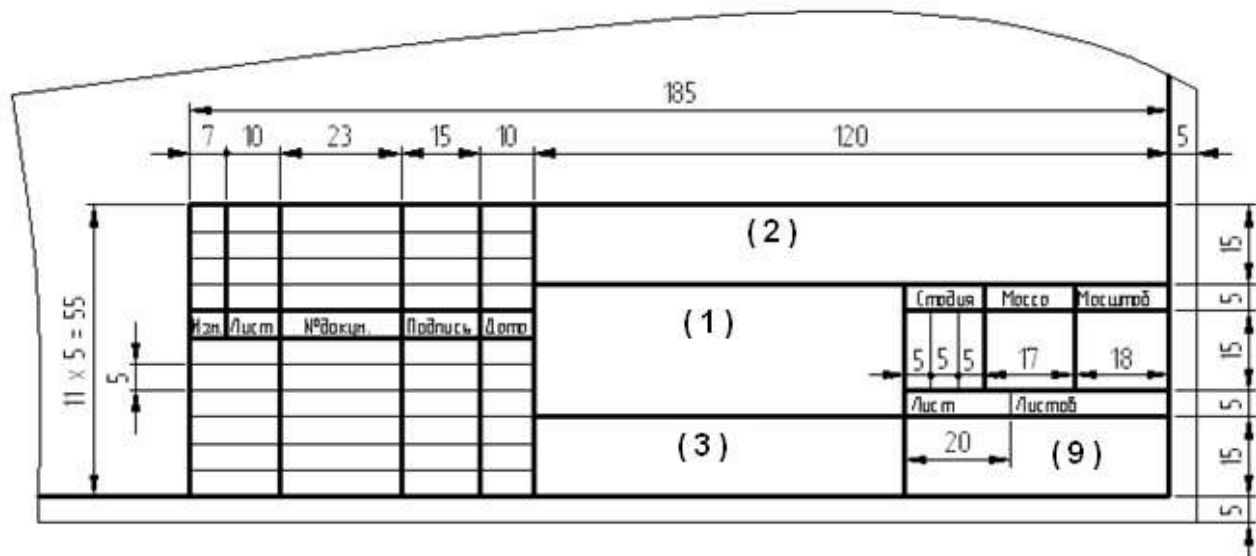 185
7 10 23 15 10 120 5
(2)
15
Стадия Масса Масштаб
5
(1)
Изм. Лист №докум. Подпись Дата
11 x 5 = 55
5
5 5 5 17 18
15
Лист Листов
5
(3)
20
(9)
15
5